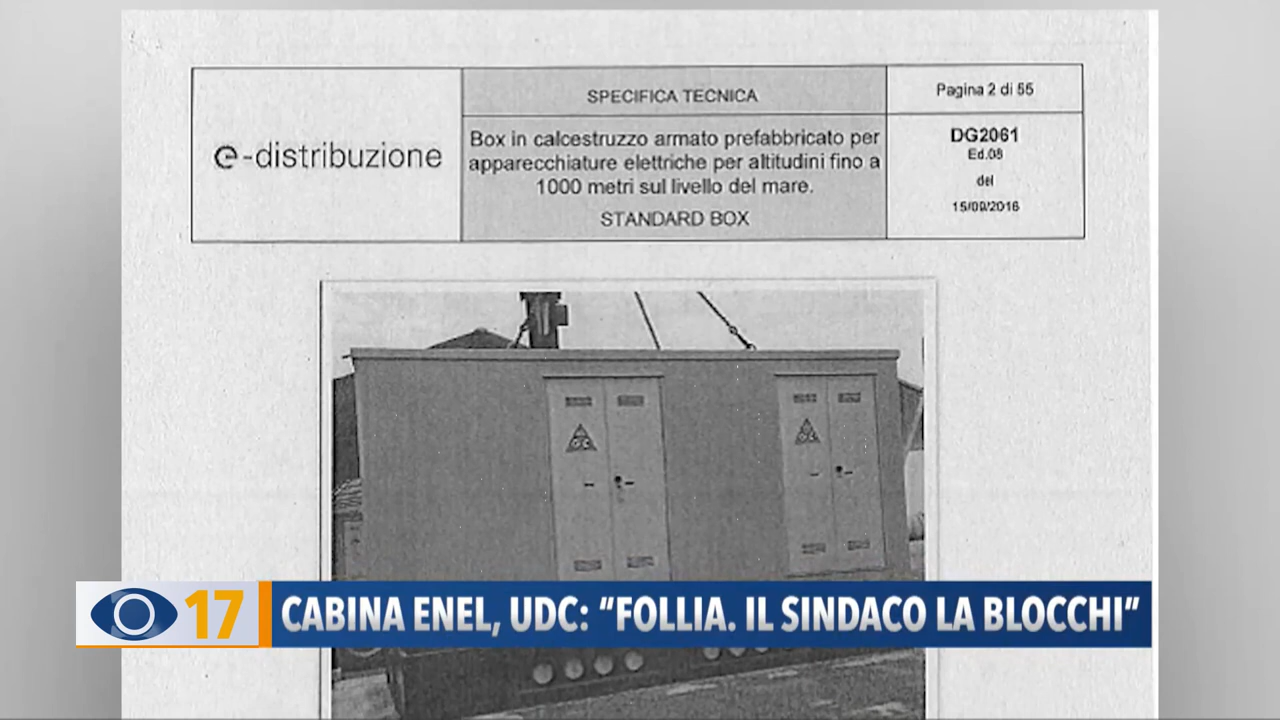 SPECIFICA TECNICA
Pagina 2 di 55
e-distribuzione
Box in calcestruzzo armato prefabbricato per
apparecchiature elettriche per altitudini fino a
1000 metri sul livello del mare.
STANDARD BOX
DG2061
Ed.08
del
15/09/2016
17
CABINA ENEL, UDC: “FOLLIA. IL SINDACO LA BLOCCHI”